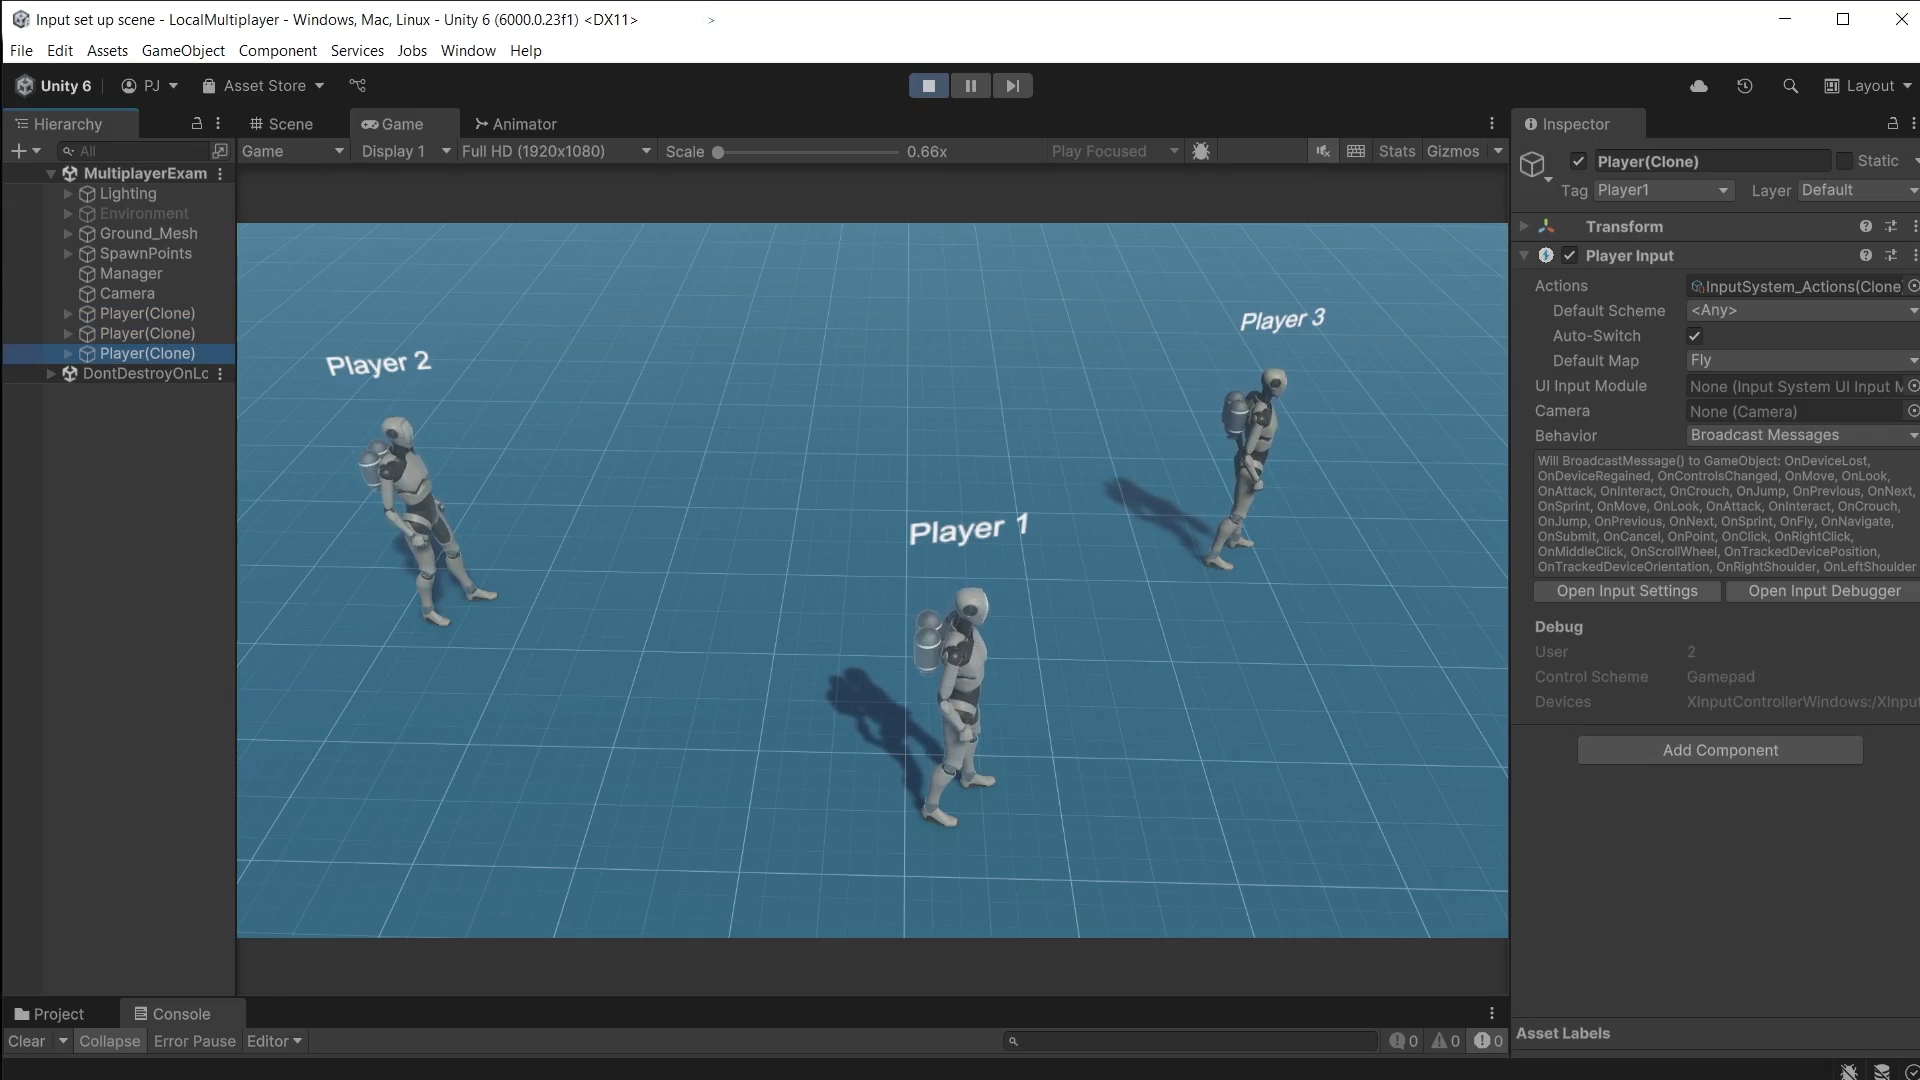 Input set up scene - LocalMultiplayer - Windows, Mac, Linux - Unity 6 (6000.0.23f1) <DX11>
File Edit Assets GameObject Component Services Jobs Window Help
Unity 6 PJ Asset Store Layout
Hierarchy
All
MultiplayerExam
Lighting
Environment
Ground_Mesh
SpawnPoints
Manager
Camera
Player(Clone)
Player(Clone)
Player(Clone)
DontDestroyOnLo
Scene Game Animator
Game Display 1 Full HD (1920x1080) Scale 0.66x Play Focused Stats Gizmos
Player 3
Player 2
Player 1
Inspector
Player(Clone) Static
Tag Player1 Layer Default
Transform
Player Input
Actions InputSystem_Actions(Clone
Default Scheme <Any>
Auto-Switch
Default Map Fly
UI Input Module None (Input System UI Input M
Camera None (Camera)
Behavior Broadcast Messages
Will BroadcastMessage() to GameObject: OnDeviceLost,
OnDeviceRegained, OnControlsChanged, OnMove, OnLook,
OnAttack, OnInteract, OnCrouch, OnJump, OnPrevious, OnNext,
OnSprint, OnMove, OnLook, OnAttack, OnInteract, OnCrouch,
OnJump, OnPrevious, OnNext, OnSprint, OnFly, OnNavigate,
OnSubmit, OnCancel, OnPoint, OnClick, OnRightClick,
OnMiddleClick, OnScrollWheel, OnTrackedDevicePosition,
OnTrackedDeviceOrientation, OnRightShoulder, OnLeftShoulder
Open Input Settings Open Input Debugger
Debug
User 2
Control Scheme Gamepad
Devices XInputControllerWindows:/XInput
Add Component
Asset Labels
Project Console
Clear Collapse Error Pause Editor 0 0 0